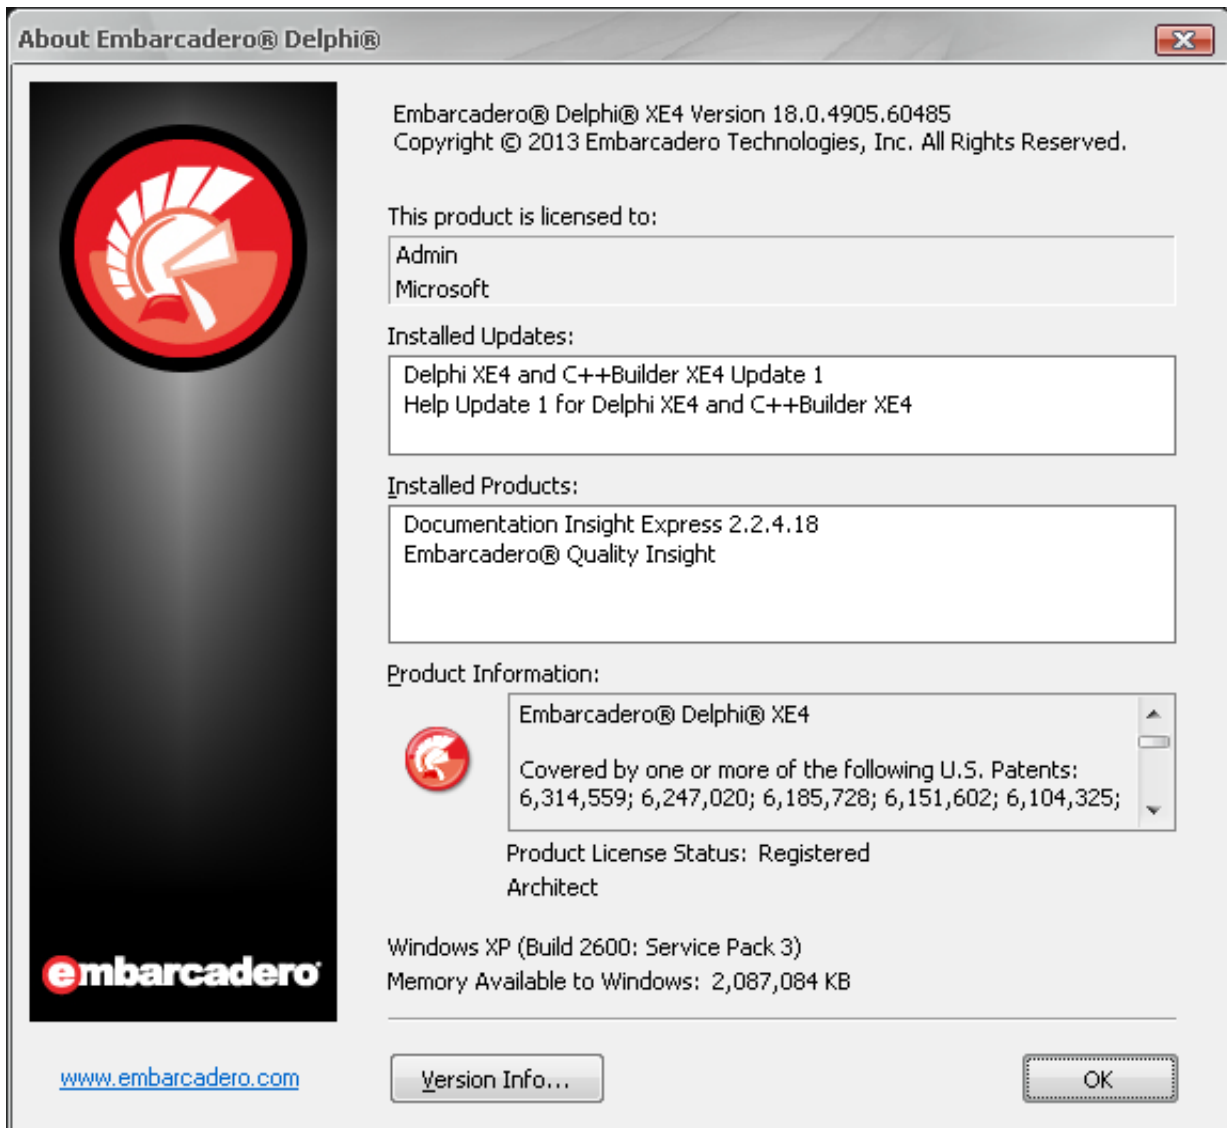 About Embarcadero® Delphi®
Embarcadero® Delphi® XE4 Version 18.0.4905.60485
Copyright © 2013 Embarcadero Technologies, Inc. All Rights Reserved.
This product is licensed to:
Admin
Microsoft
Installed Updates:
Delphi XE4 and C++Builder XE4 Update 1
Help Update 1 for Delphi XE4 and C++Builder XE4
Installed Products:
Documentation Insight Express 2.2.4.18
Embarcadero® Quality Insight
Product Information:
Embarcadero® Delphi® XE4
Covered by one or more of the following U.S. Patents:
6,314,559; 6,247,020; 6,185,728; 6,151,602; 6,104,325;
Product License Status: Registered
Architect
Windows XP (Build 2600: Service Pack 3)
Memory Available to Windows: 2,087,084 KB
embarcadero
www.embarcadero.com
Version Info...
OK